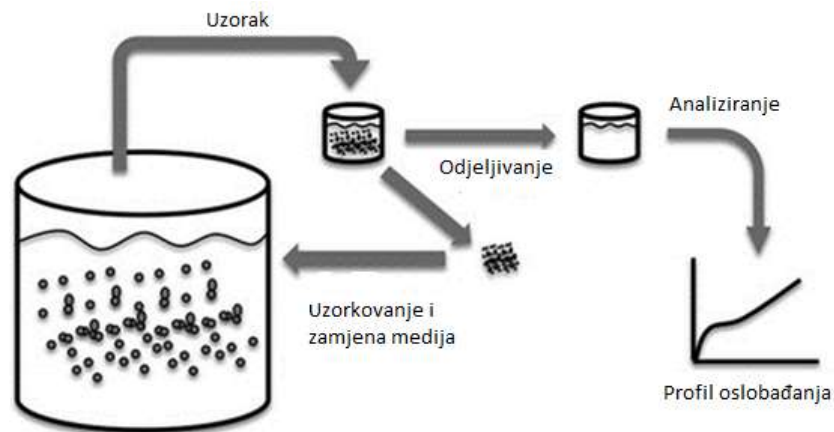 Uzorak
Analiziranje
Odjeljivanje
Uzorkovanje i
zamjena medija
Profil oslobađanja